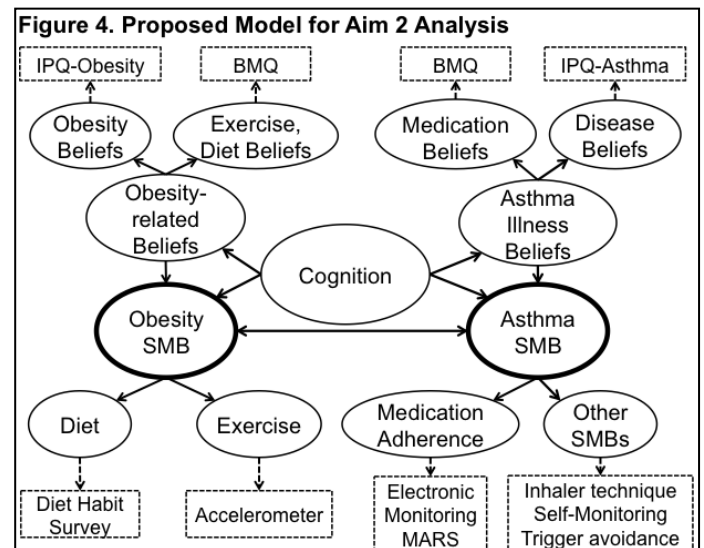 Figure 4. Proposed Model for Aim 2 Analysis
IPQ-Obesity
BMQ
BMQ
IPQ-Asthma
Obesity
Beliefs
Exercise,
Diet Beliefs
Medication
Beliefs
Disease
Beliefs
Obesity-
related
Beliefs
Asthma
Illness
Beliefs
Cognition
Obesity
SMB
Asthma
SMB
Diet
Exercise
Medication
Adherence
Other
SMBs
Diet Habit
Survey
Accelerometer
Electronic
Monitoring
MARS
Inhaler technique
Self-Monitoring
Trigger avoidance